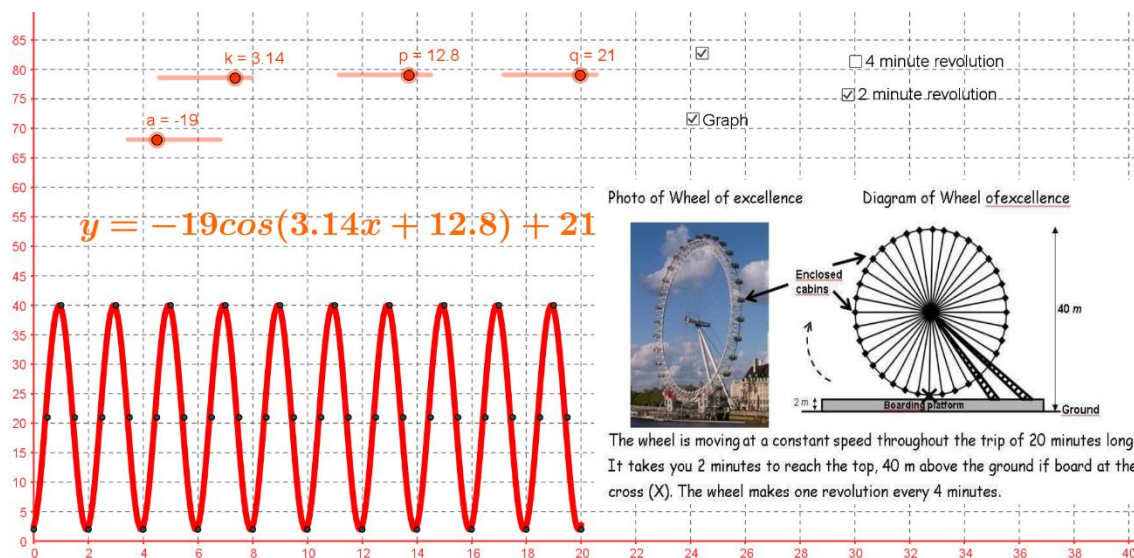 85
80
75
70
65
60
55
50
45
40
35
30
25
20
15
10
5
0
k = 3.14
p = 12.8
q = 21
a = -19
4 minute revolution
2 minute revolution
Graph
y = −19cos(3.14x + 12.8) + 21
Photo of Wheel of excellence
Diagram of Wheel ofexcellence
Enclosed
cabins
40 m
2 m
Boarding platform
Ground
The wheel is moving at a constant speed throughout the trip of 20 minutes long
It takes you 2 minutes to reach the top, 40 m above the ground if board at the
cross (X). The wheel makes one revolution every 4 minutes.
0 2 4 6 8 10 12 14 16 18 20 22 24 26 28 30 32 34 36 38 40